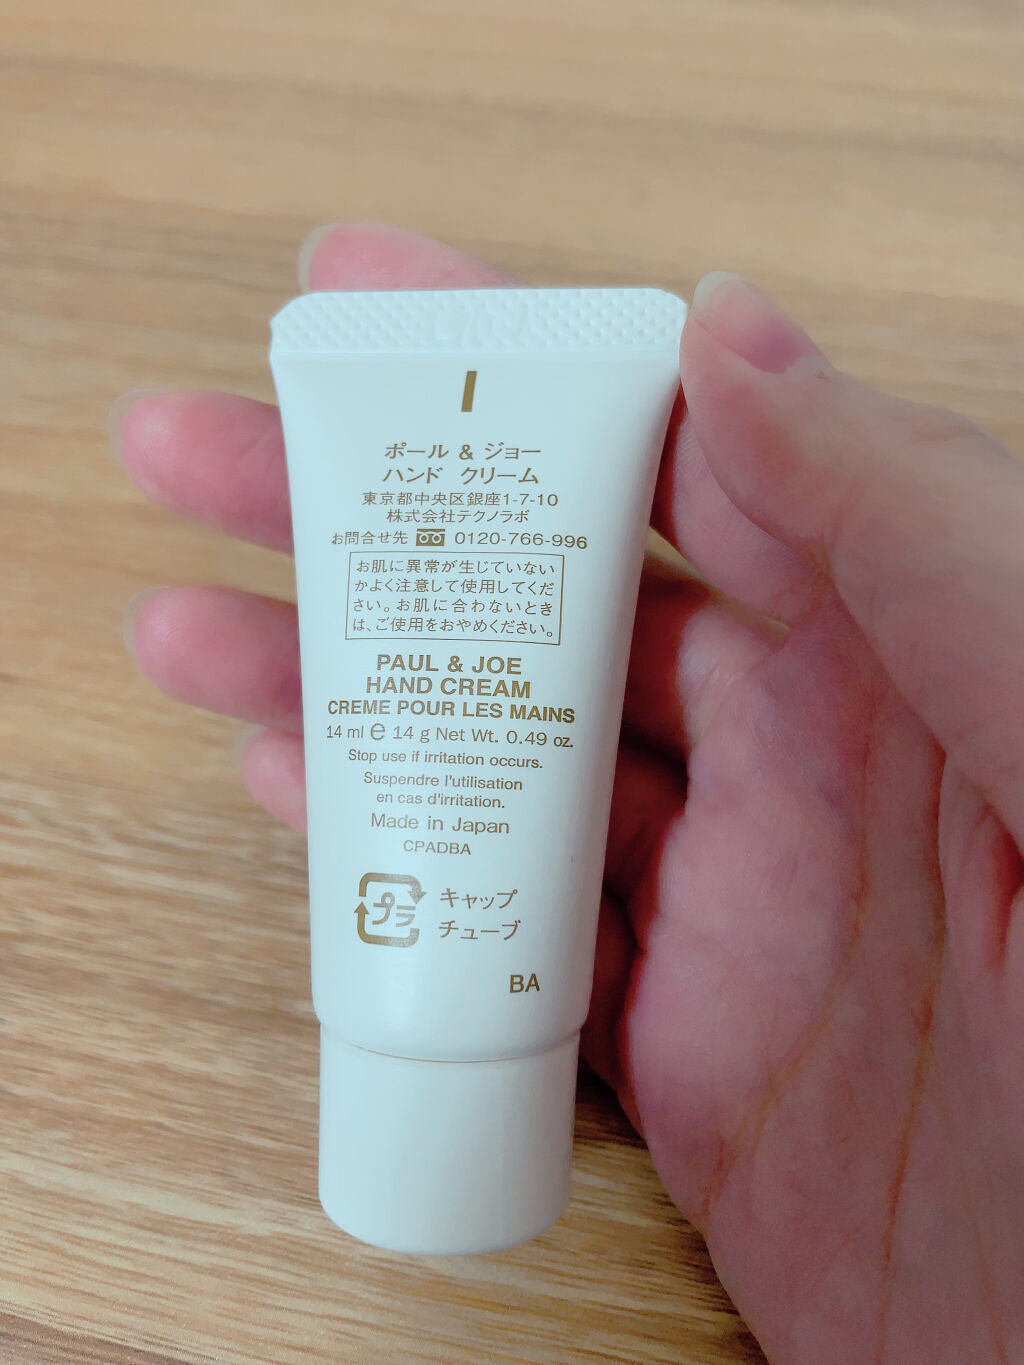 ポール & ジョー
ハンド クリーム
東京都中央区銀座1-7-10
株式会社テクノラボ
お問合せ先 0120-766-996
お肌に異常が生じていない
かよく注意して使用してくだ
さい。お肌に合わないとき
は、ご使用をおやめください。
PAUL & JOE
HAND CREAM
CREME POUR LES MAINS
14 ml e 14 g Net Wt. 0.49 oz.
Stop use if irritation occurs.
Suspendre l'utilisation
en cas d'irritation.
Made in Japan
CPADBA
プラ キャップ
チューブ
BA